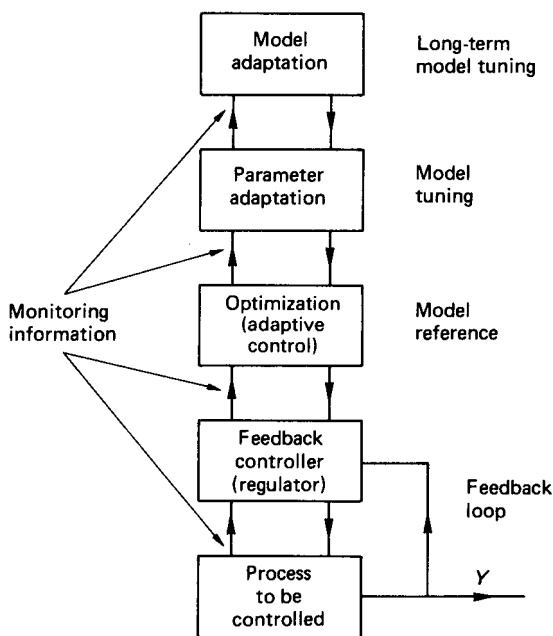 Model
adaptation
Long-term
model tuning
Parameter
adaptation
Model
tuning
Monitoring
information
Optimization
(adaptive
control)
Model
reference
Feedback
controller
(regulator)
Feedback
loop
Process
to be
controlled
Y